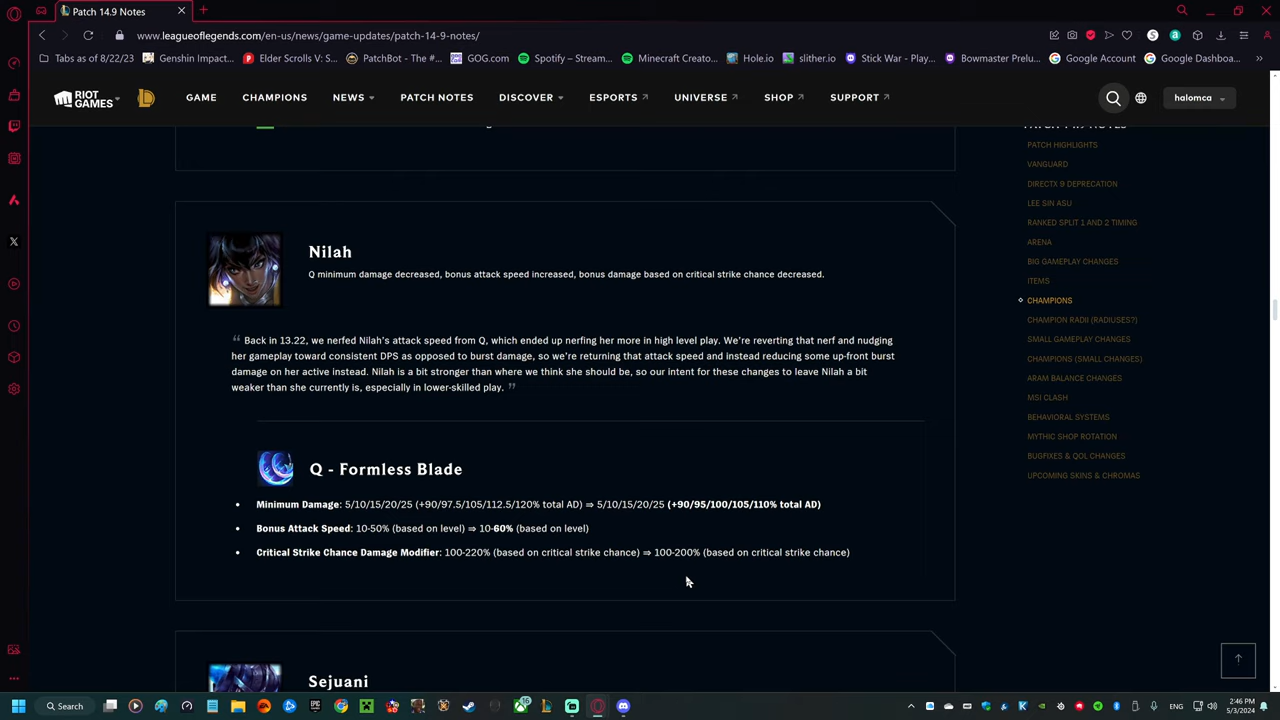 Patch 14.9 Notes
www.leagueoflegends.com/en-us/news/game-updates/patch-14-9-notes/
Tabs as of 8/22/23
Genshin Impact...
Elder Scrolls V: S...
PatchBot - The #...
GOG.com
Spotify – Stream...
Minecraft Creato...
Hole.io
slither.io
Stick War - Play...
Bowmaster Prelu...
Google Account
Google Dashboa...
RIOT GAMES
GAME
CHAMPIONS
NEWS
PATCH NOTES
DISCOVER
ESPORTS
UNIVERSE
SHOP
SUPPORT
halomca
PATCH HIGHLIGHTS
VANGUARD
DIRECTX 9 DEPRECATION
LEE SIN ASU
RANKED SPLIT 1 AND 2 TIMING
ARENA
BIG GAMEPLAY CHANGES
ITEMS
CHAMPIONS
CHAMPION RADII (RADIUSES?)
SMALL GAMEPLAY CHANGES
CHAMPIONS (SMALL CHANGES)
ARAM BALANCE CHANGES
MSI CLASH
BEHAVIORAL SYSTEMS
MYTHIC SHOP ROTATION
BUGFIXES & QOL CHANGES
UPCOMING SKINS & CHROMAS
Nilah
Q minimum damage decreased, bonus attack speed increased, bonus damage based on critical strike chance decreased.
“ Back in 13.22, we nerfed Nilah's attack speed from Q, which ended up nerfing her more in high level play. We're reverting that nerf and nudging
her gameplay toward consistent DPS as opposed to burst damage, so we're returning that attack speed and instead reducing some up-front burst
damage on her active instead. Nilah is a bit stronger than where we think she should be, so our intent for these changes to leave Nilah a bit
weaker than she currently is, especially in lower-skilled play. ”
Q - Formless Blade
• Minimum Damage: 5/10/15/20/25 (+90/97.5/105/112.5/120% total AD) ⇒ 5/10/15/20/25 (+90/95/100/105/110% total AD)
• Bonus Attack Speed: 10-50% (based on level) ⇒ 10-60% (based on level)
• Critical Strike Chance Damage Modifier: 100-220% (based on critical strike chance) ⇒ 100-200% (based on critical strike chance)
Sejuani
Search
2:46 PM
5/3/2024